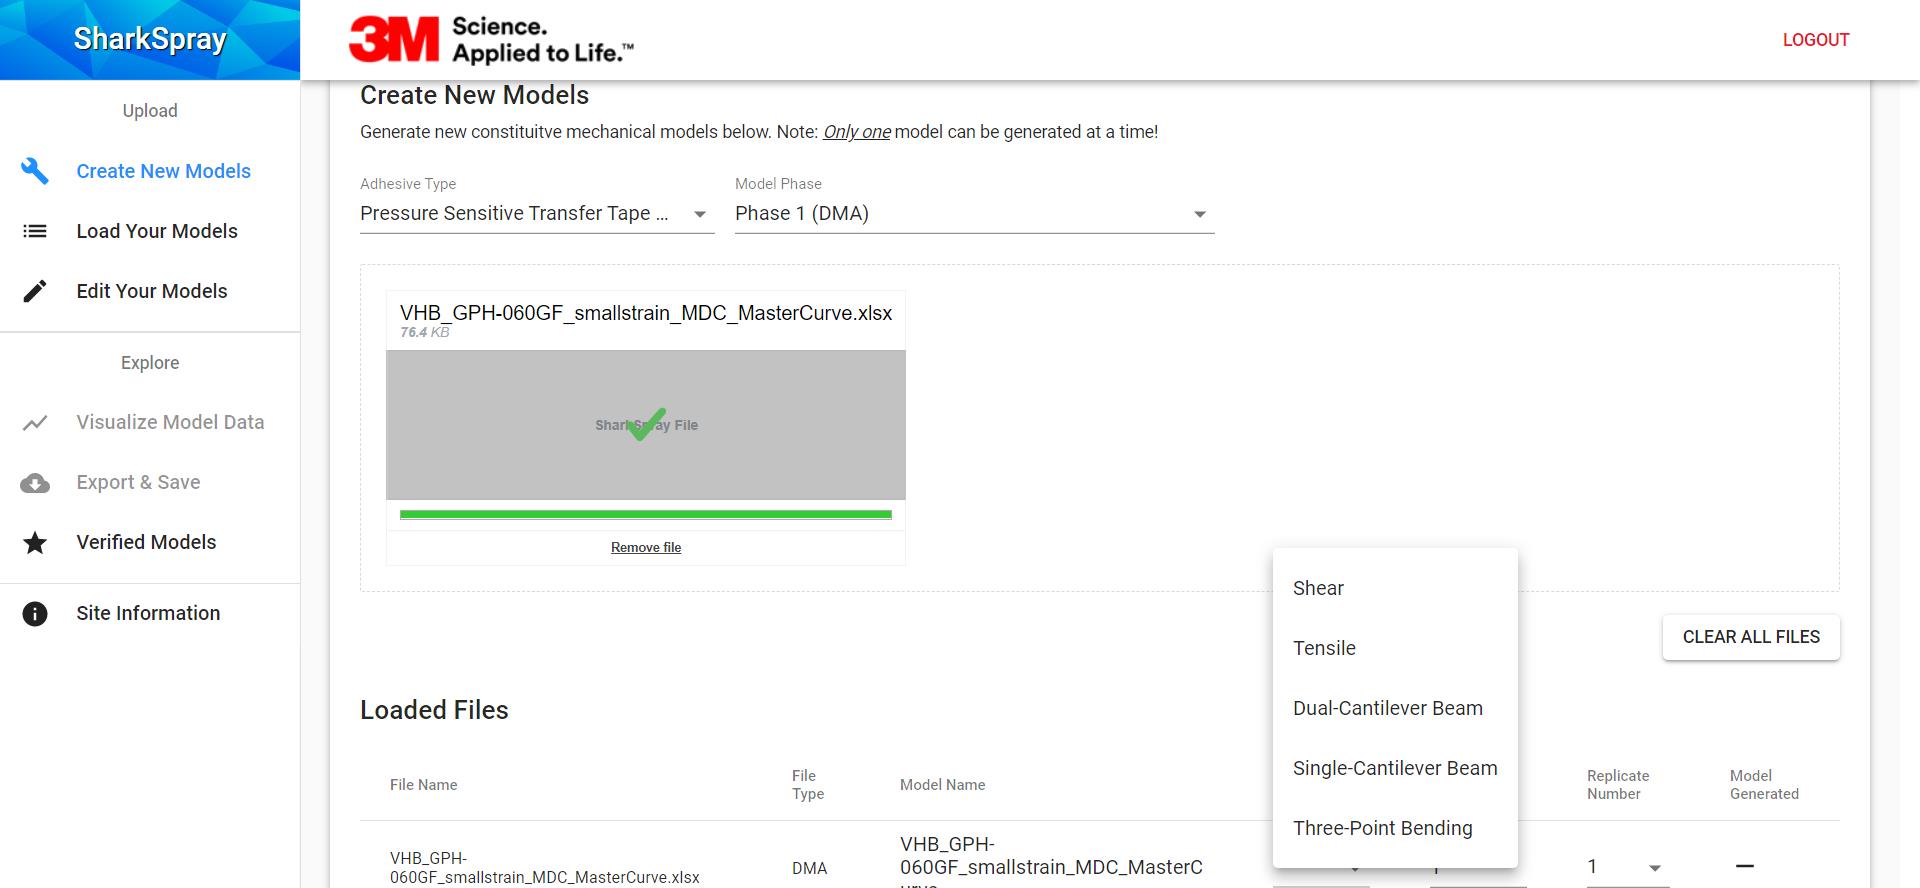 SharkSpray
3M Science.
Applied to Life.™
LOGOUT
Upload
Create New Models
Load Your Models
Edit Your Models
Explore
Visualize Model Data
Export & Save
Verified Models
Site Information
Create New Models
Generate new constituitve mechanical models below. Note: Only one model can be generated at a time!
Adhesive Type
Pressure Sensitive Transfer Tape ...
Model Phase
Phase 1 (DMA)
VHB_GPH-060GF_smallstrain_MDC_MasterCurve.xlsx
76.4 KB
SharkSpray File
Remove file
Shear
Tensile
Dual-Cantilever Beam
Single-Cantilever Beam
Three-Point Bending
CLEAR ALL FILES
Loaded Files
File Name
File
Type
Model Name
Replicate
Number
Model
Generated
VHB_GPH-
060GF_smallstrain_MDC_MasterCurve.xlsx
DMA
VHB_GPH-
060GF_smallstrain_MDC_MasterC
1